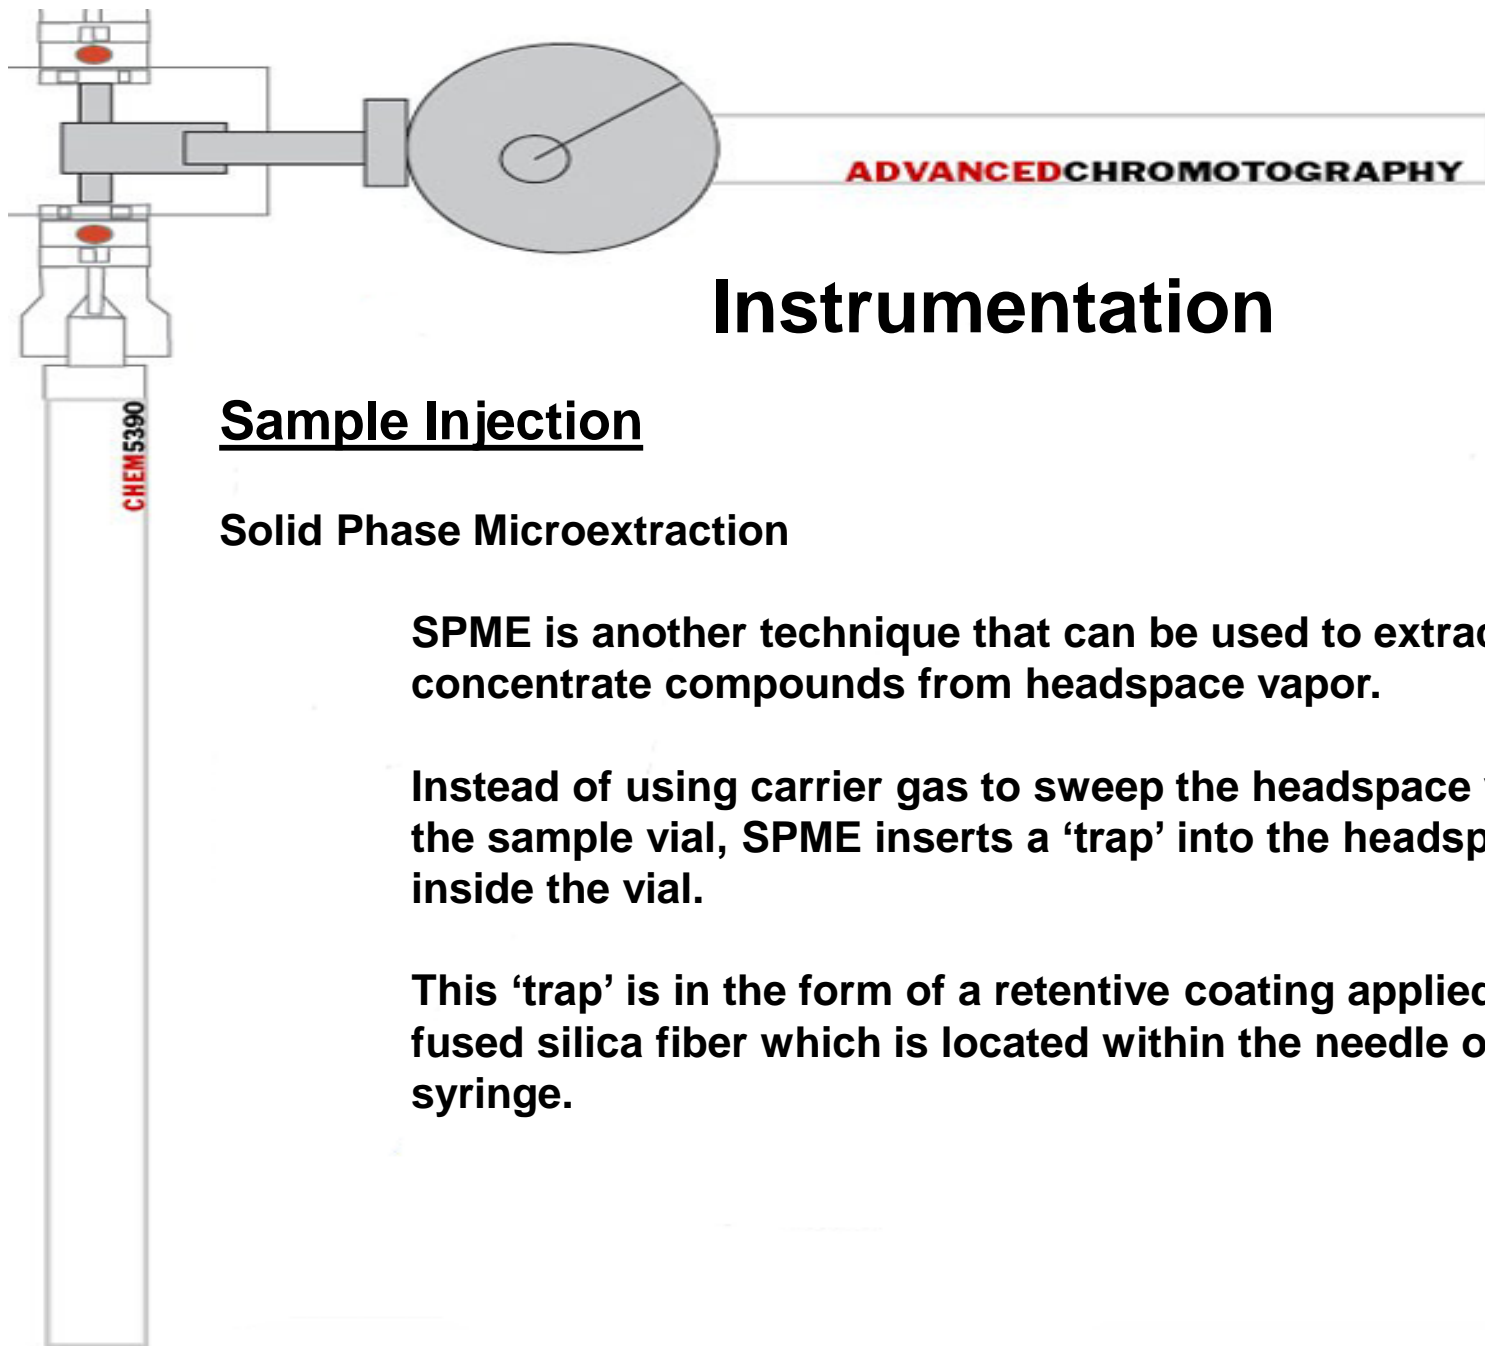 ADVANCEDCHROMOTOGRAPHY
Instrumentation
CHEM5390
Sample Injection
Solid Phase Microextraction
SPME is another technique that can be used to
concentrate compounds from headspace vapor.
Instead of using carrier gas to sweep the headspace
the sample vial, SPME inserts a ‘trap’ into the
inside the vial.
This ‘trap’ is in the form of a retentive coating
fused silica fiber which is located within the needle
syringe.